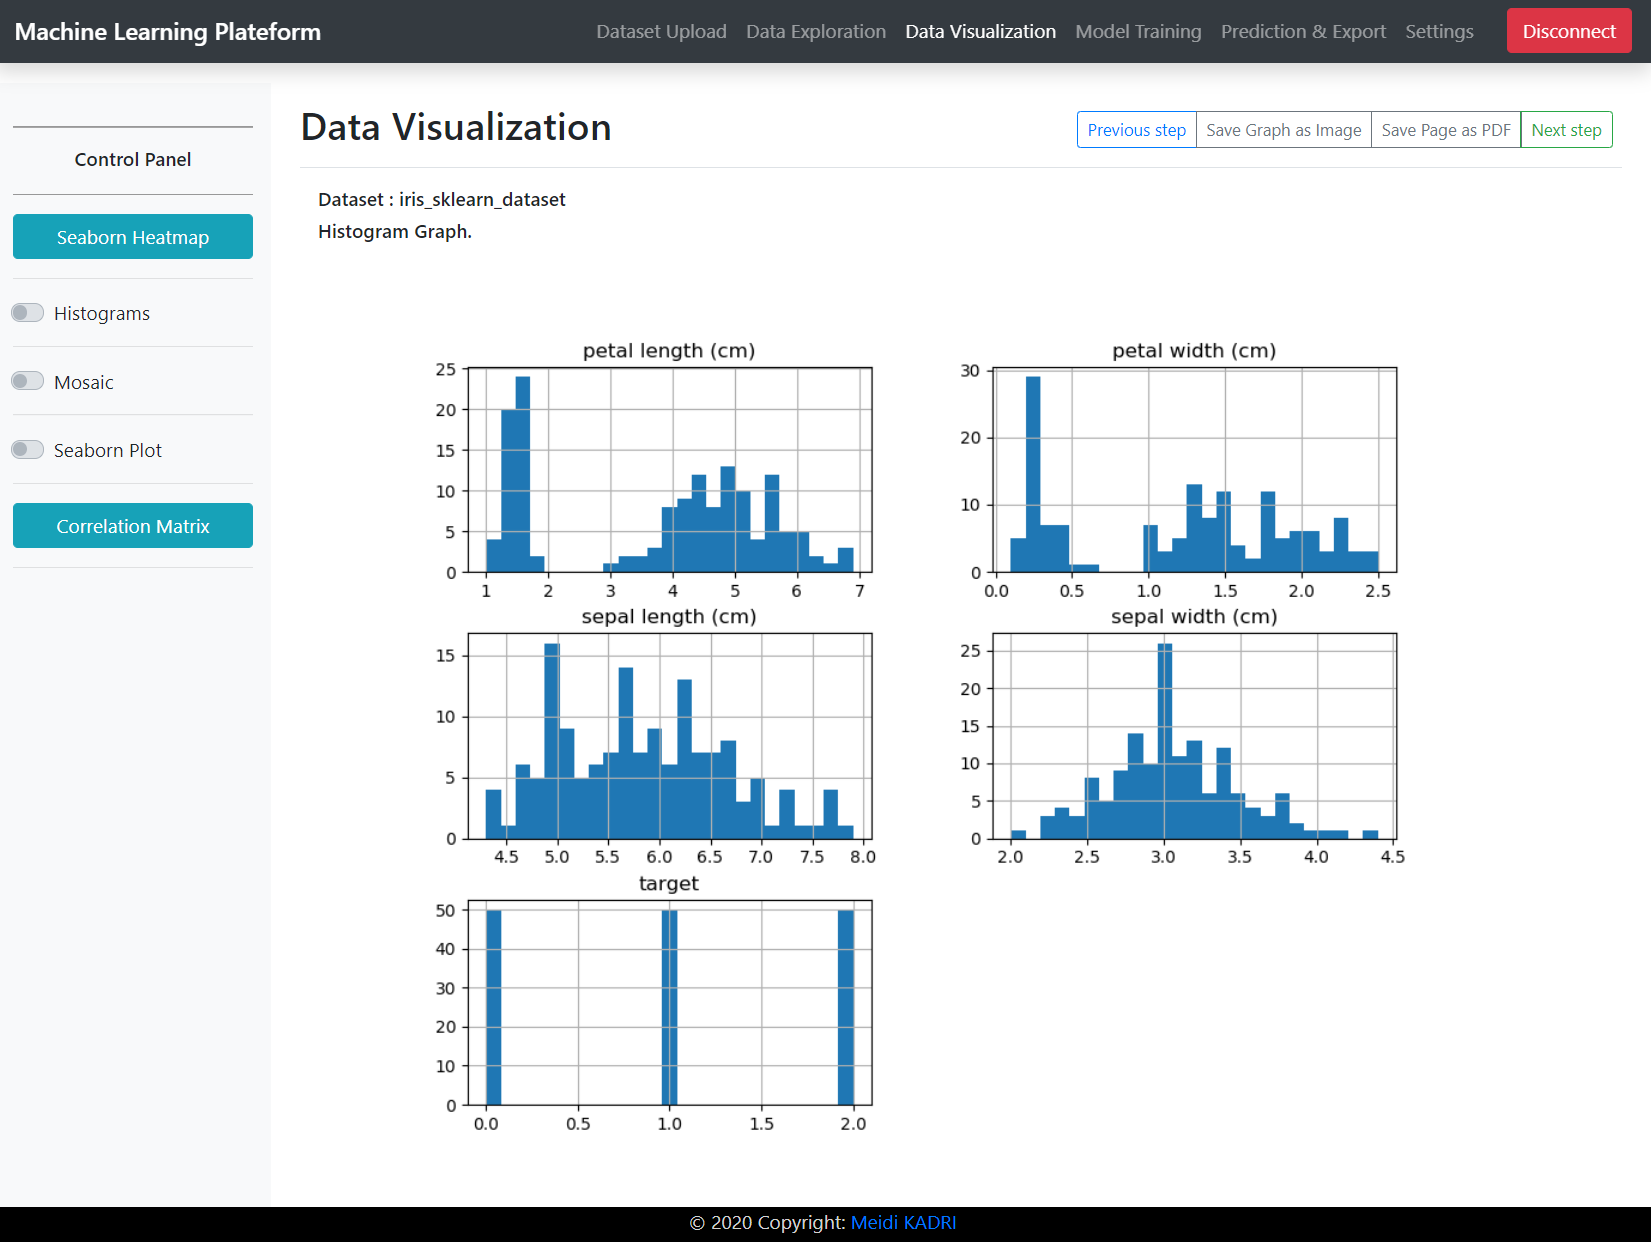 Machine Learning Plateform
Dataset Upload Data Exploration Data Visualization Model Training Prediction & Export Settings Disconnect
Control Panel
Seaborn Heatmap
Histograms
Mosaic
Seaborn Plot
Correlation Matrix
Data Visualization
Previous step Save Graph as Image Save Page as PDF Next step
Dataset : iris_sklearn_dataset
Histogram Graph.
petal length (cm)
25
20
15
10
5
0
1 2 3 4 5 6 7
petal width (cm)
30
20
10
0
0.0 0.5 1.0 1.5 2.0 2.5
sepal length (cm)
15
10
5
0
4.5 5.0 5.5 6.0 6.5 7.0 7.5 8.0
sepal width (cm)
25
20
15
10
5
0
2.0 2.5 3.0 3.5 4.0 4.5
target
50
40
30
20
10
0
0.0 0.5 1.0 1.5 2.0
© 2020 Copyright: Meidi KADRI